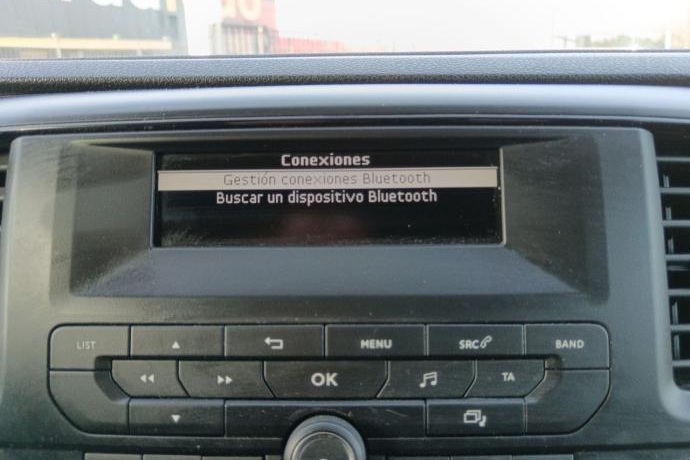 Conexiones
Gestión conexiones Bluetooth
Buscar un dispositivo Bluetooth
LIST
MENU
SRC
BAND
OK
TA